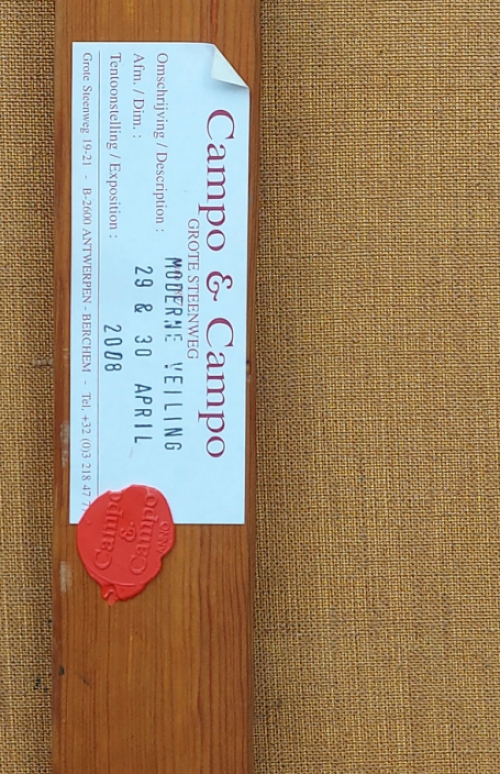 Campo & Campo
GROTE STEENWEG
Omschrijving / Description : MODERNE VEILING
Afm. / Dim. : 29 & 30 APRIL
Tentoonstelling / Exposition : 2008
Grote Steenweg 19-21 - B-2600 ANTWERPEN - BERCHEM - Tel. +32 (0)3 218 47 7
Campo
&
Campo